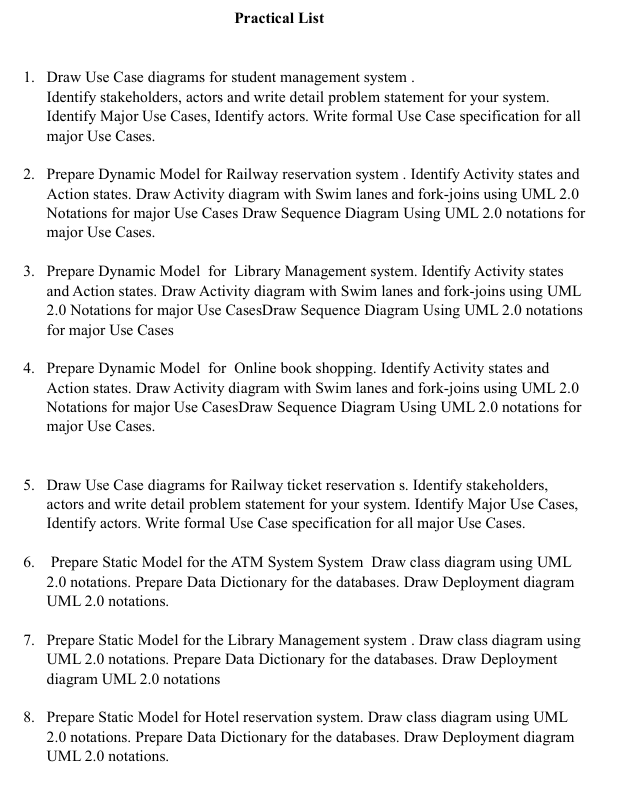 Practical List
1. Draw Use Case diagrams for student management system .
Identify stakeholders, actors and write detail problem statement for your system.
Identify Major Use Cases, Identify actors. Write formal Use Case specification for all
major Use Cases.
2. Prepare Dynamic Model for Railway reservation system . Identify Activity states and
Action states. Draw Activity diagram with Swim lanes and fork-joins using UML 2.0
Notations for major Use Cases Draw Sequence Diagram Using UML 2.0 notations for
major Use Cases.
3. Prepare Dynamic Model for Library Management system. Identify Activity states
and Action states. Draw Activity diagram with Swim lanes and fork-joins using UML
2.0 Notations for major Use CasesDraw Sequence Diagram Using UML 2.0 notations
for major Use Cases
4. Prepare Dynamic Model for Online book shopping. Identify Activity states and
Action states. Draw Activity diagram with Swim lanes and fork-joins using UML 2.0
Notations for major Use CasesDraw Sequence Diagram Using UML 2.0 notations for
major Use Cases.
5. Draw Use Case diagrams for Railway ticket reservation s. Identify stakeholders,
actors and write detail problem statement for your system. Identify Major Use Cases,
Identify actors. Write formal Use Case specification for all major Use Cases.
6. Prepare Static Model for the ATM System System Draw class diagram using UML
2.0 notations. Prepare Data Dictionary for the databases. Draw Deployment diagram
UML 2.0 notations.
7. Prepare Static Model for the Library Management system . Draw class diagram using
UML 2.0 notations. Prepare Data Dictionary for the databases. Draw Deployment
diagram UML 2.0 notations
8. Prepare Static Model for Hotel reservation system. Draw class diagram using UML
2.0 notations. Prepare Data Dictionary for the databases. Draw Deployment diagram
UML 2.0 notations.